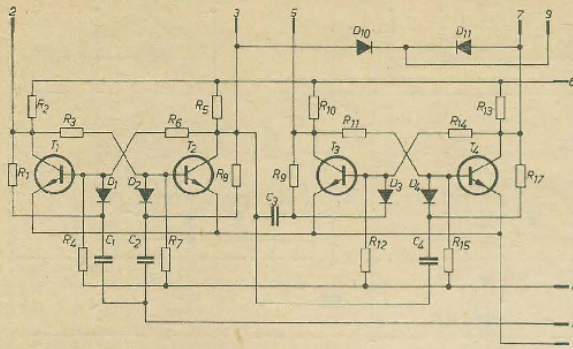 2 3 5 7 9
D10 D11
R2 R3 R6 R5 R10 R11 R14 R13
T1 T2 T3 T4
R1 D1 D2 R8 R9 D3 D4 R17
C3
R4 C1 C2 R7 R12 C4 R15